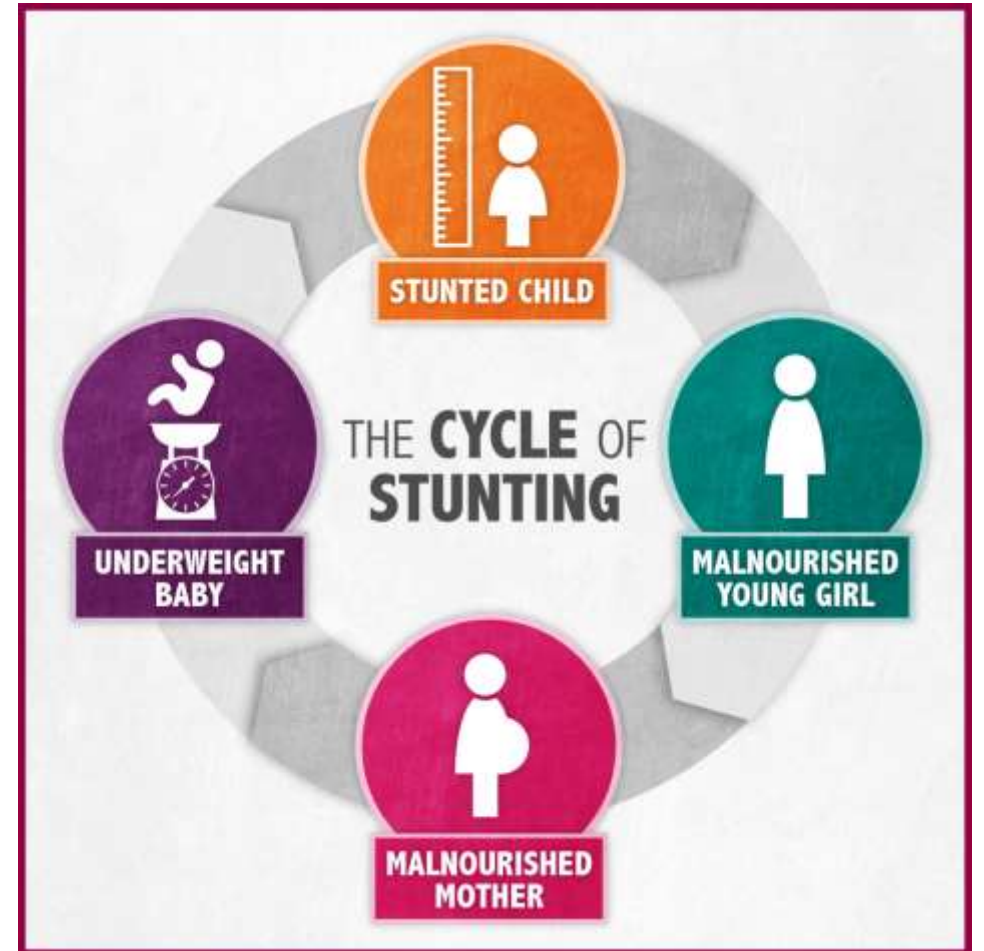 STUNTED CHILD
THE CYCLE OF
STUNTING
UNDERWEIGHT
BABY
MALNOURISHED
YOUNG GIRL
MALNOURISHED
MOTHER